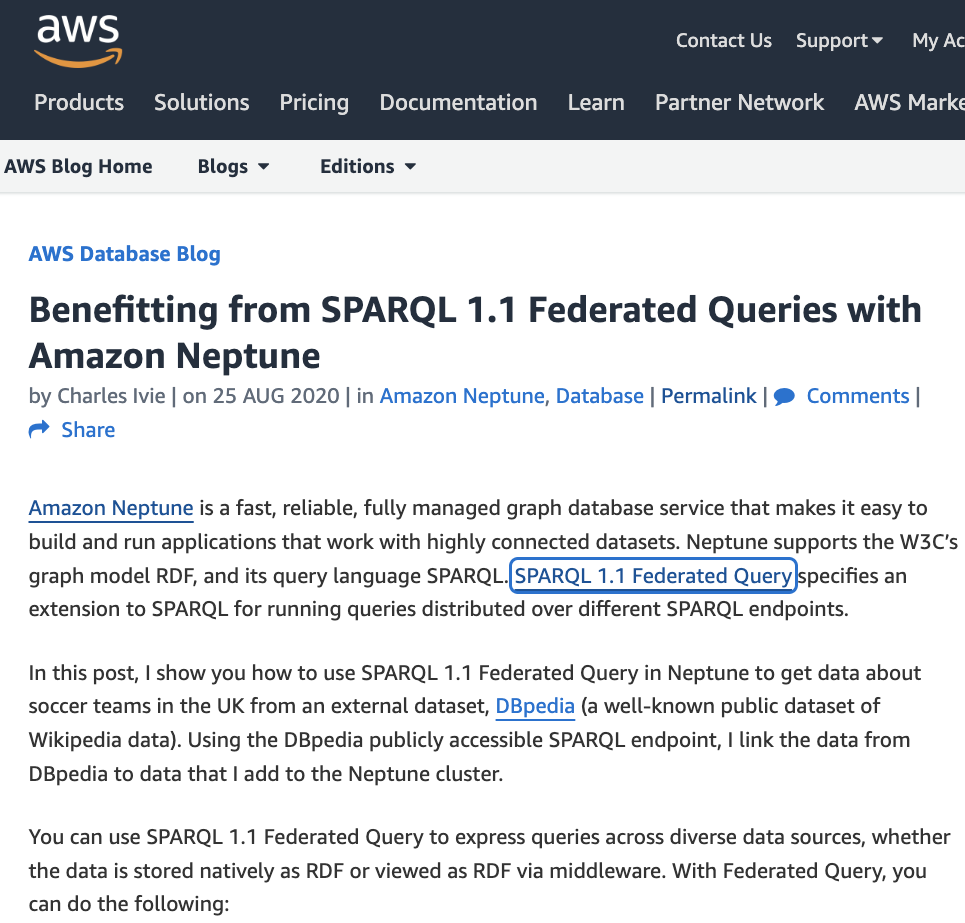 aws
Contact Us Support My Ac
Products Solutions Pricing Documentation Learn Partner Network AWS Marke
AWS Blog Home Blogs Editions
AWS Database Blog
Benefitting from SPARQL 1.1 Federated Queries with
Amazon Neptune
by Charles Ivie | on 25 AUG 2020 | in Amazon Neptune, Database | Permalink | Comments |
Share
Amazon Neptune is a fast, reliable, fully managed graph database service that makes it easy to
build and run applications that work with highly connected datasets. Neptune supports the W3C’s
graph model RDF, and its query language SPARQL. SPARQL 1.1 Federated Query specifies an
extension to SPARQL for running queries distributed over different SPARQL endpoints.
In this post, I show you how to use SPARQL 1.1 Federated Query in Neptune to get data about
soccer teams in the UK from an external dataset, DBpedia (a well-known public dataset of
Wikipedia data). Using the DBpedia publicly accessible SPARQL endpoint, I link the data from
DBpedia to data that I add to the Neptune cluster.
You can use SPARQL 1.1 Federated Query to express queries across diverse data sources, whether
the data is stored natively as RDF or viewed as RDF via middleware. With Federated Query, you
can do the following: